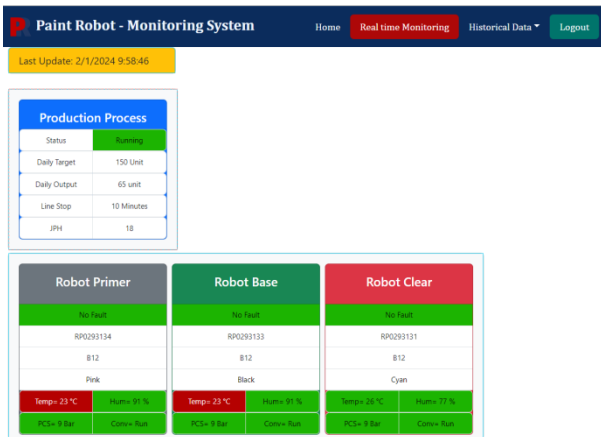 Paint Robot - Monitoring System Home Real time Monitoring Historical Data Logout
Last Update: 2/1/2024 9:58:46
Production Process
Status Running
Daily Target 150 Unit
Daily Output 65 unit
Line Stop 10 Minutes
JPH 18
Robot Primer Robot Base Robot Clear
No Fault No Fault No Fault
RP0293134 RP0293133 RP0293131
B12 B12 B12
Pink Black Cyan
Temp= 23 °C Hum= 91 % Temp= 23 °C Hum= 91 % Temp= 26 °C Hum= 77 %
PCS= 9 Bar Conv= Run PCS= 9 Bar Conv= Run PCS= 9 Bar Conv= Run